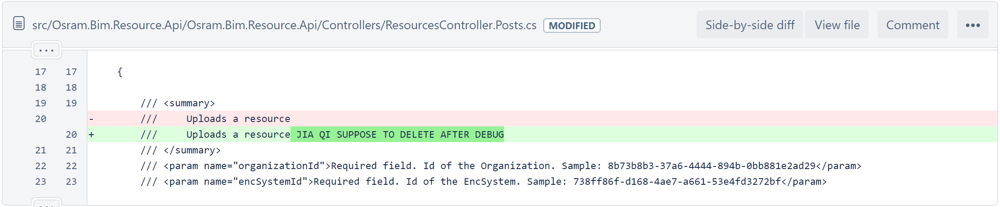 src/Osram.Bim.Resource.Api/Osram.Bim.Resource.Api/Controllers/ResourcesController.Posts.cs MODIFIED Side-by-side diff View file Comment •••
...
17 17 {
18 18
19 19 /// <summary>
20 - /// Uploads a resource
20 + /// Uploads a resource JIA QI SUPPOSE TO DELETE AFTER DEBUG
21 21 /// </summary>
22 22 /// <param name="organizationId">Required field. Id of the Organization. Sample: 8b73b8b3-37a6-4444-894b-0bb881e2ad29</param>
23 23 /// <param name="encSystemId">Required field. Id of the EncSystem. Sample: 738ff86f-d168-4ae7-a661-53e4fd3272bf</param>
...